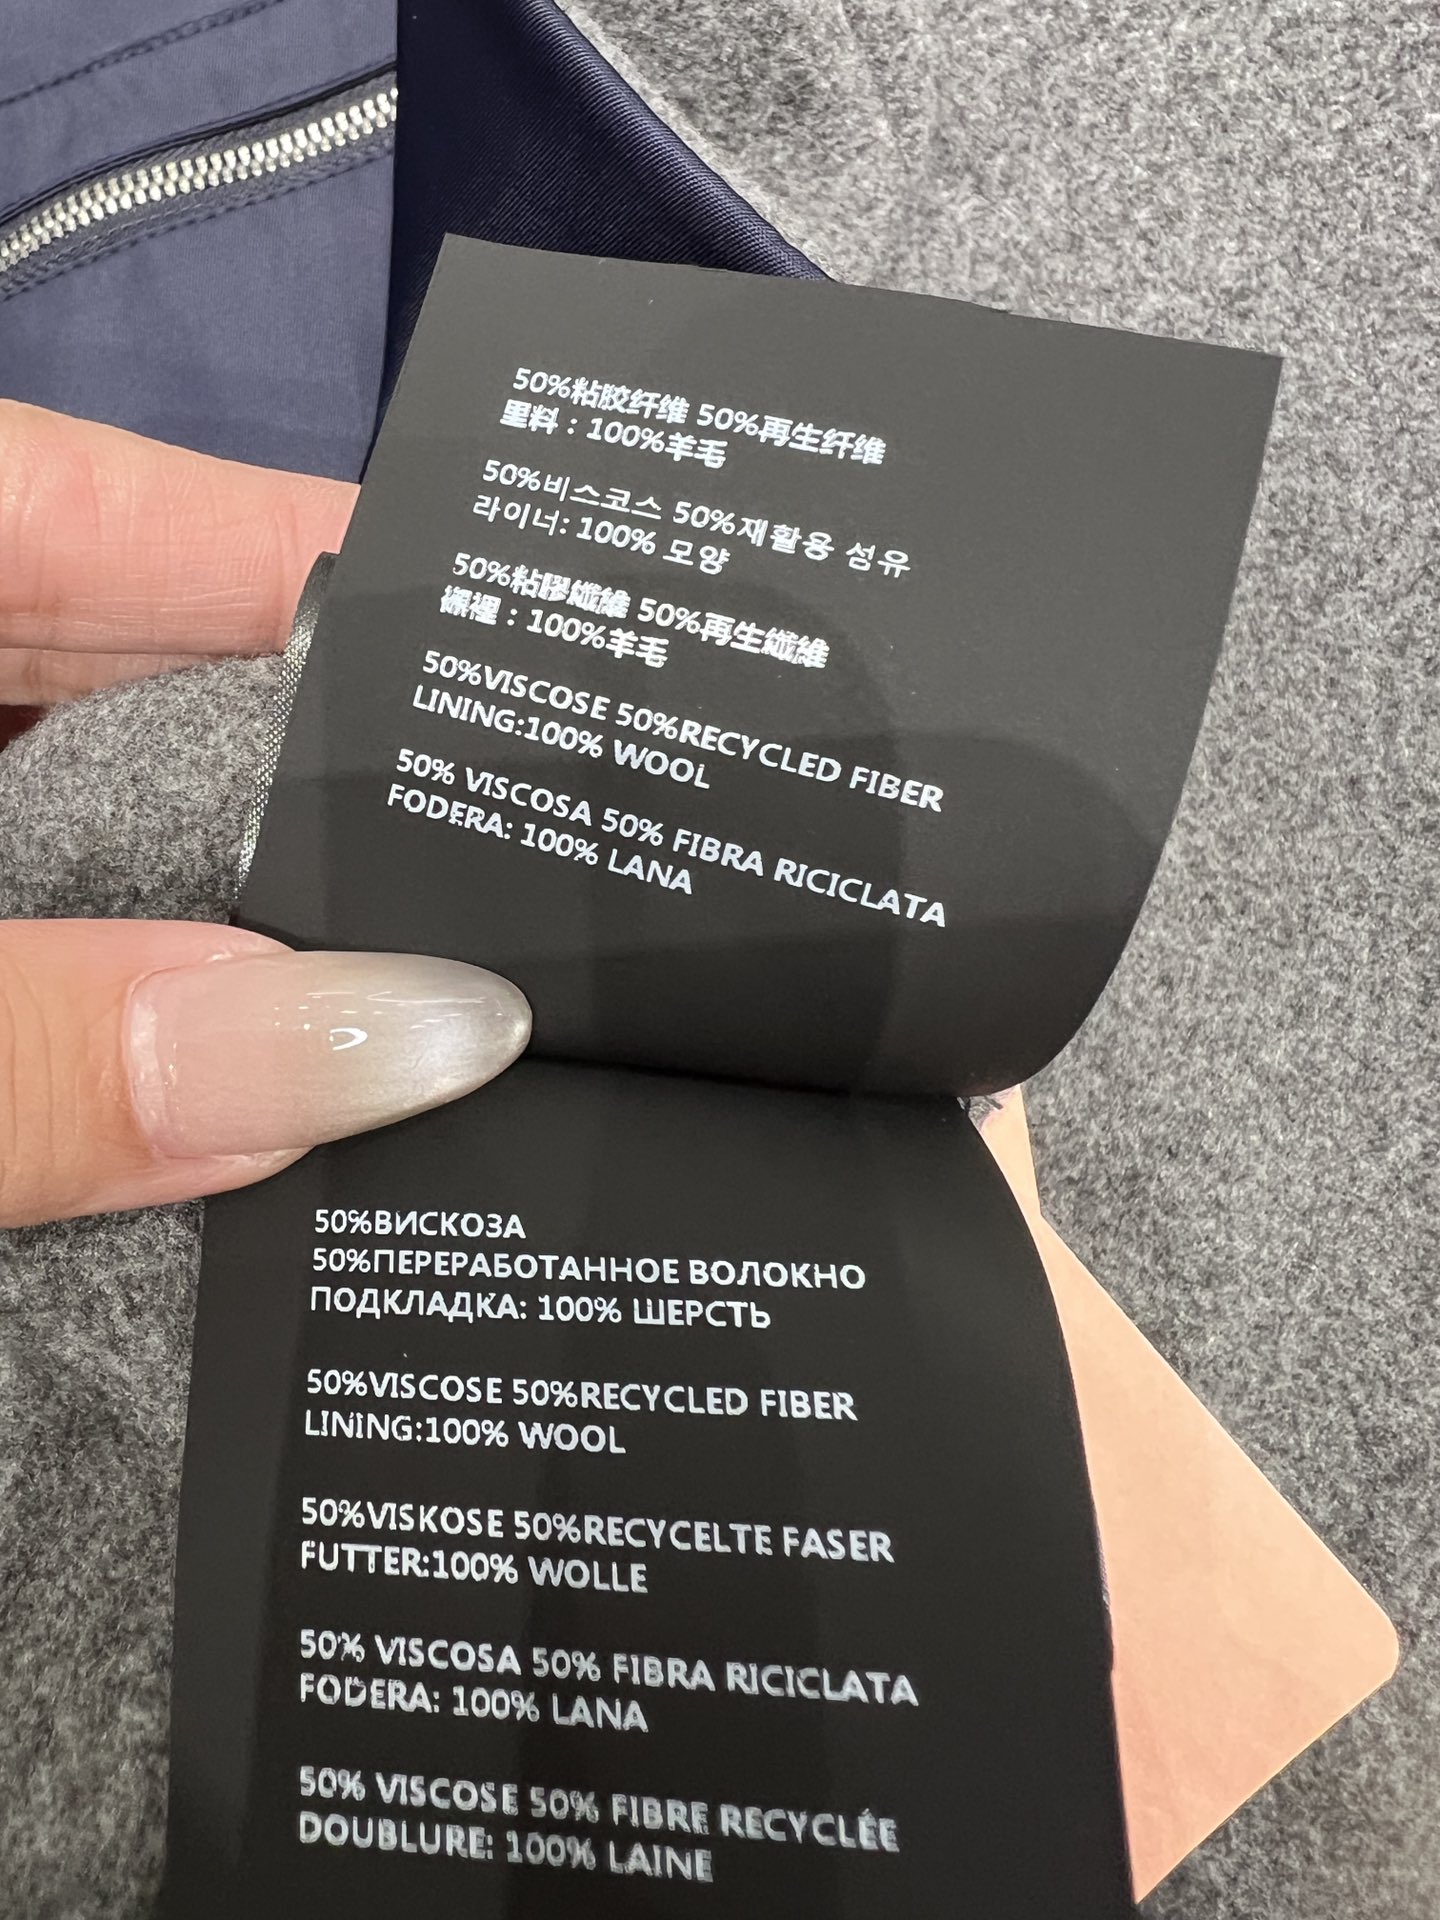 50%粘胶纤维 50%再生纤维
里料：100%羊毛
50%비스코스 50%재활용 섬유
라이너: 100% 모양
50%粘膠纖維 50%再生纖維
襯裡：100%羊毛
50%VISCOSE 50%RECYCLED FIBER
LINING:100% WOOL
50% VISCOSA 50% FIBRA RICICLATA
FODERA: 100% LANA
50%ВИСКОЗА
50%ПЕРЕРАБОТАННОЕ ВОЛОКНО
ПОДКЛАДКА: 100% ШЕРСТЬ
50%VISCOSE 50%RECYCLED FIBER
LINING:100% WOOL
50%VISKOSE 50%RECYCELTE FASER
FUTTER:100% WOLLE
50% VISCOSA 50% FIBRA RICICLATA
FODERA: 100% LANA
50% VISCOSE 50% FIBRE RECYCLÉE
DOUBLURE: 100% LAINE